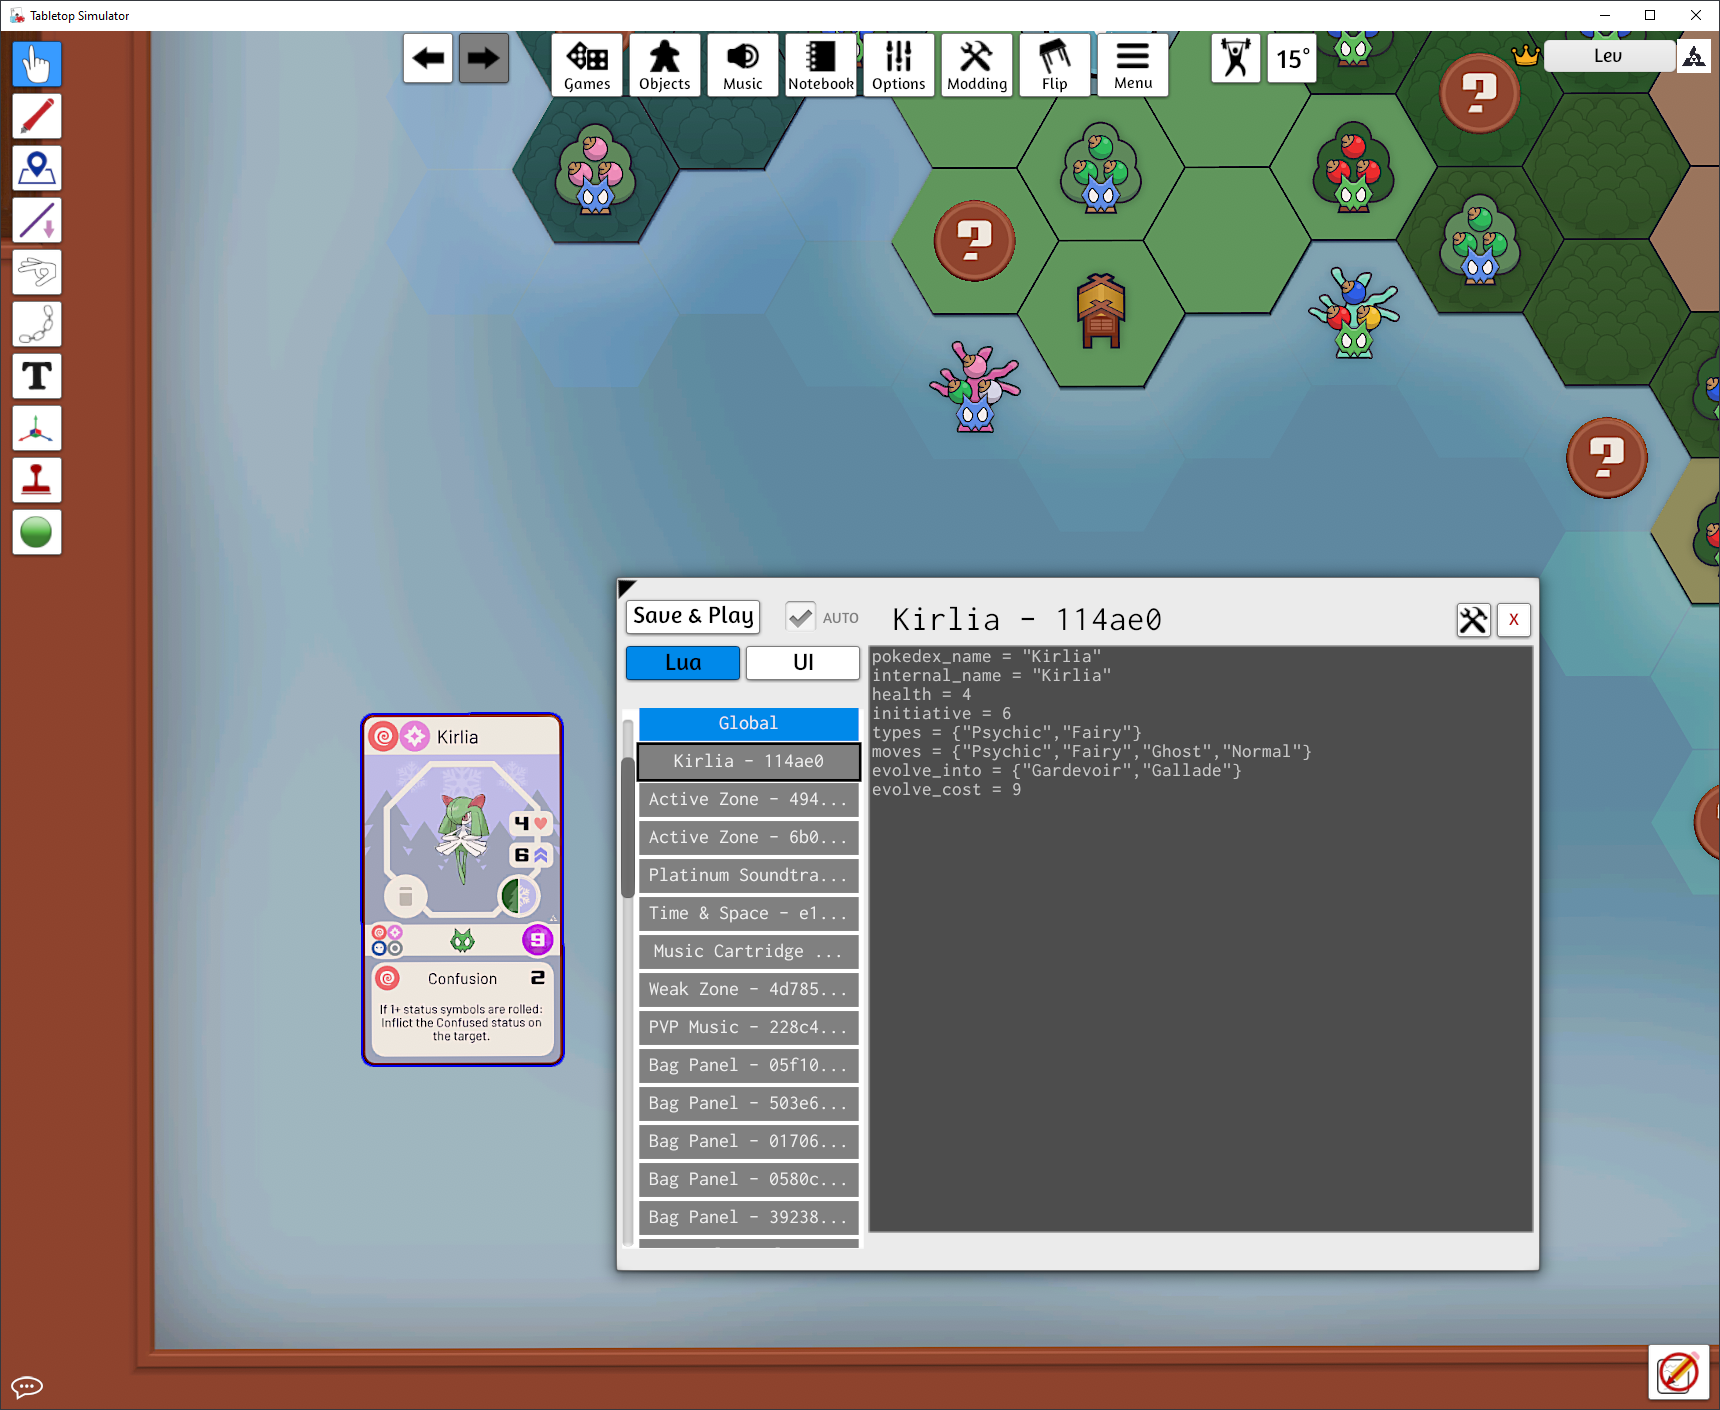 Tabletop Simulator
Games
Objects
Music
Notebook
Options
Modding
Flip
Menu
15°
Lev
?
?
?
T
Save & Play
AUTO
Kirlia - 114ae0
X
Lua
UI
Global
Kirlia - 114ae0
Active Zone - 494...
Active Zone - 6b0...
Platinum Soundtra...
Time & Space - e1...
Music Cartridge ...
Weak Zone - 4d785...
PVP Music - 228c4...
Bag Panel - 05f10...
Bag Panel - 503e6...
Bag Panel - 01706...
Bag Panel - 0580c...
Bag Panel - 39238...
pokedex_name = "Kirlia"
internal_name = "Kirlia"
health = 4
initiative = 6
types = {"Psychic","Fairy"}
moves = {"Psychic","Fairy","Ghost","Normal"}
evolve_into = {"Gardevoir","Gallade"}
evolve_cost = 9
Kirlia
4
6
9
Confusion 2
If 1+ status symbols are rolled:
Inflict the Confused status on
the target.